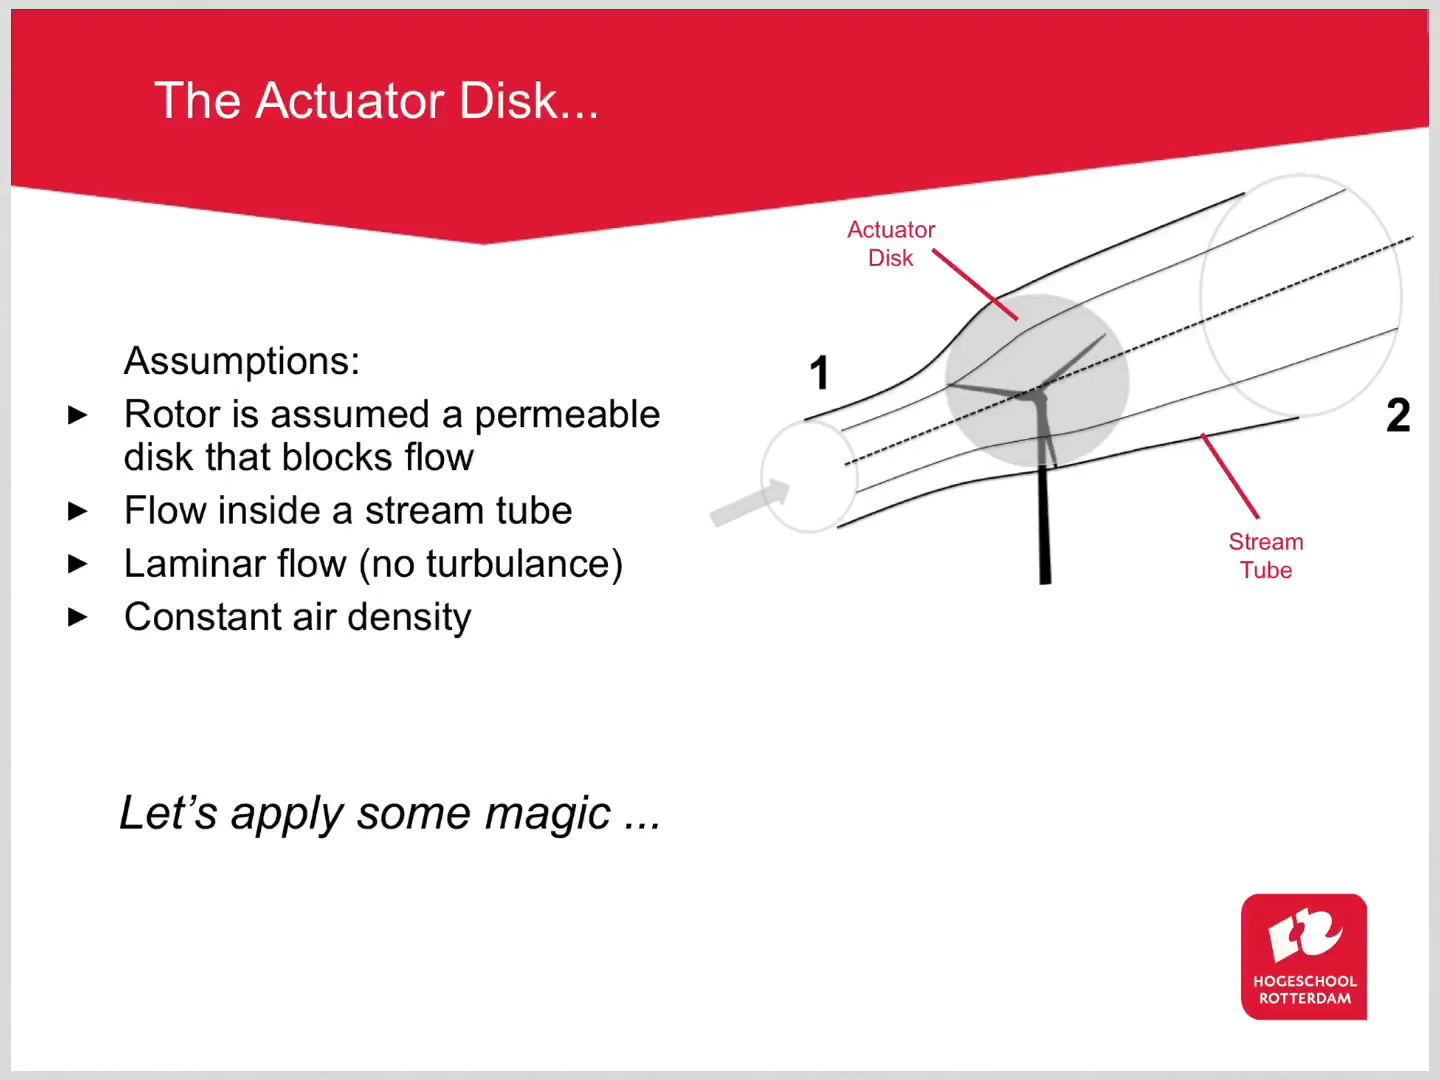 The Actuator Disk...
Actuator
Disk
1
2
Stream
Tube
Assumptions:
► Rotor is assumed a permeable
disk that blocks flow
► Flow inside a stream tube
► Laminar flow (no turbulance)
► Constant air density
Let’s apply some magic ...
HOGESCHOOL
ROTTERDAM